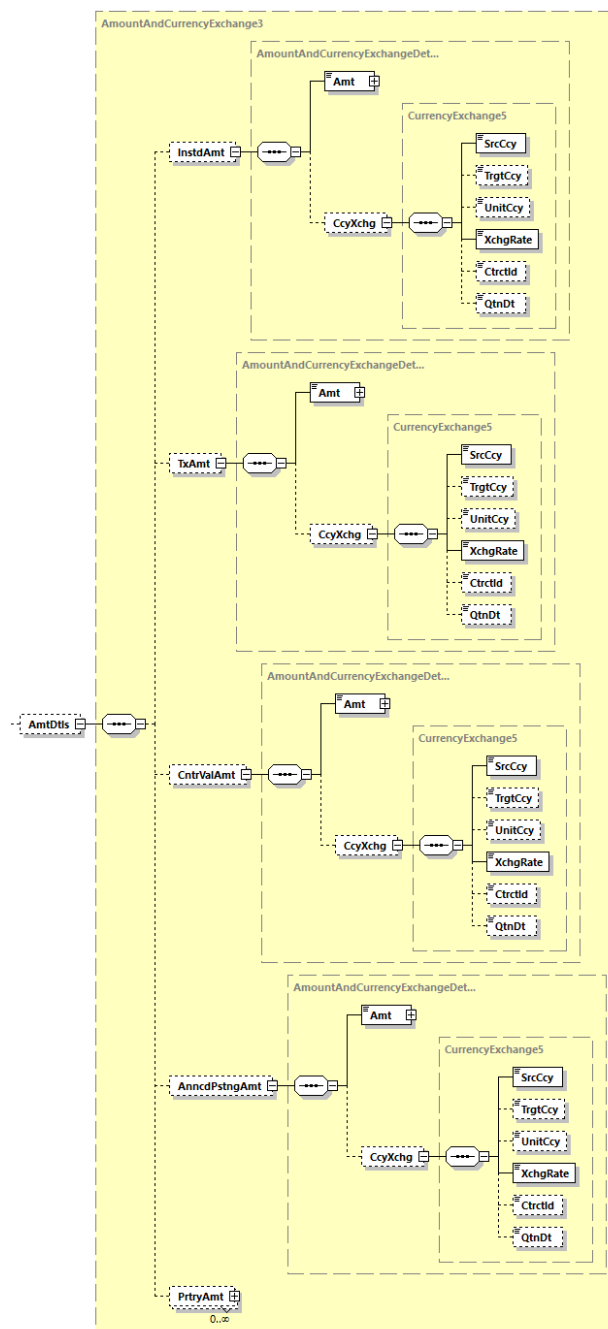 AmountAndCurrencyExchange3
AmountAndCurrencyExchangeDet...
Amt
CurrencyExchange5
SrcCcy
InstdAmt
TrgtCcy
UnitCcy
CcyXchg
XchgRate
CtrctId
QtnDt
AmountAndCurrencyExchangeDet...
Amt
CurrencyExchange5
SrcCcy
TxAmt
TrgtCcy
UnitCcy
CcyXchg
XchgRate
CtrctId
QtnDt
AmountAndCurrencyExchangeDet...
Amt
AmtDtls
CurrencyExchange5
SrcCcy
CntrValAmt
TrgtCcy
UnitCcy
CcyXchg
XchgRate
CtrctId
QtnDt
AmountAndCurrencyExchangeDet...
Amt
CurrencyExchange5
SrcCcy
AnncdPstngAmt
TrgtCcy
UnitCcy
CcyXchg
XchgRate
CtrctId
QtnDt
PrtryAmt
0..∞